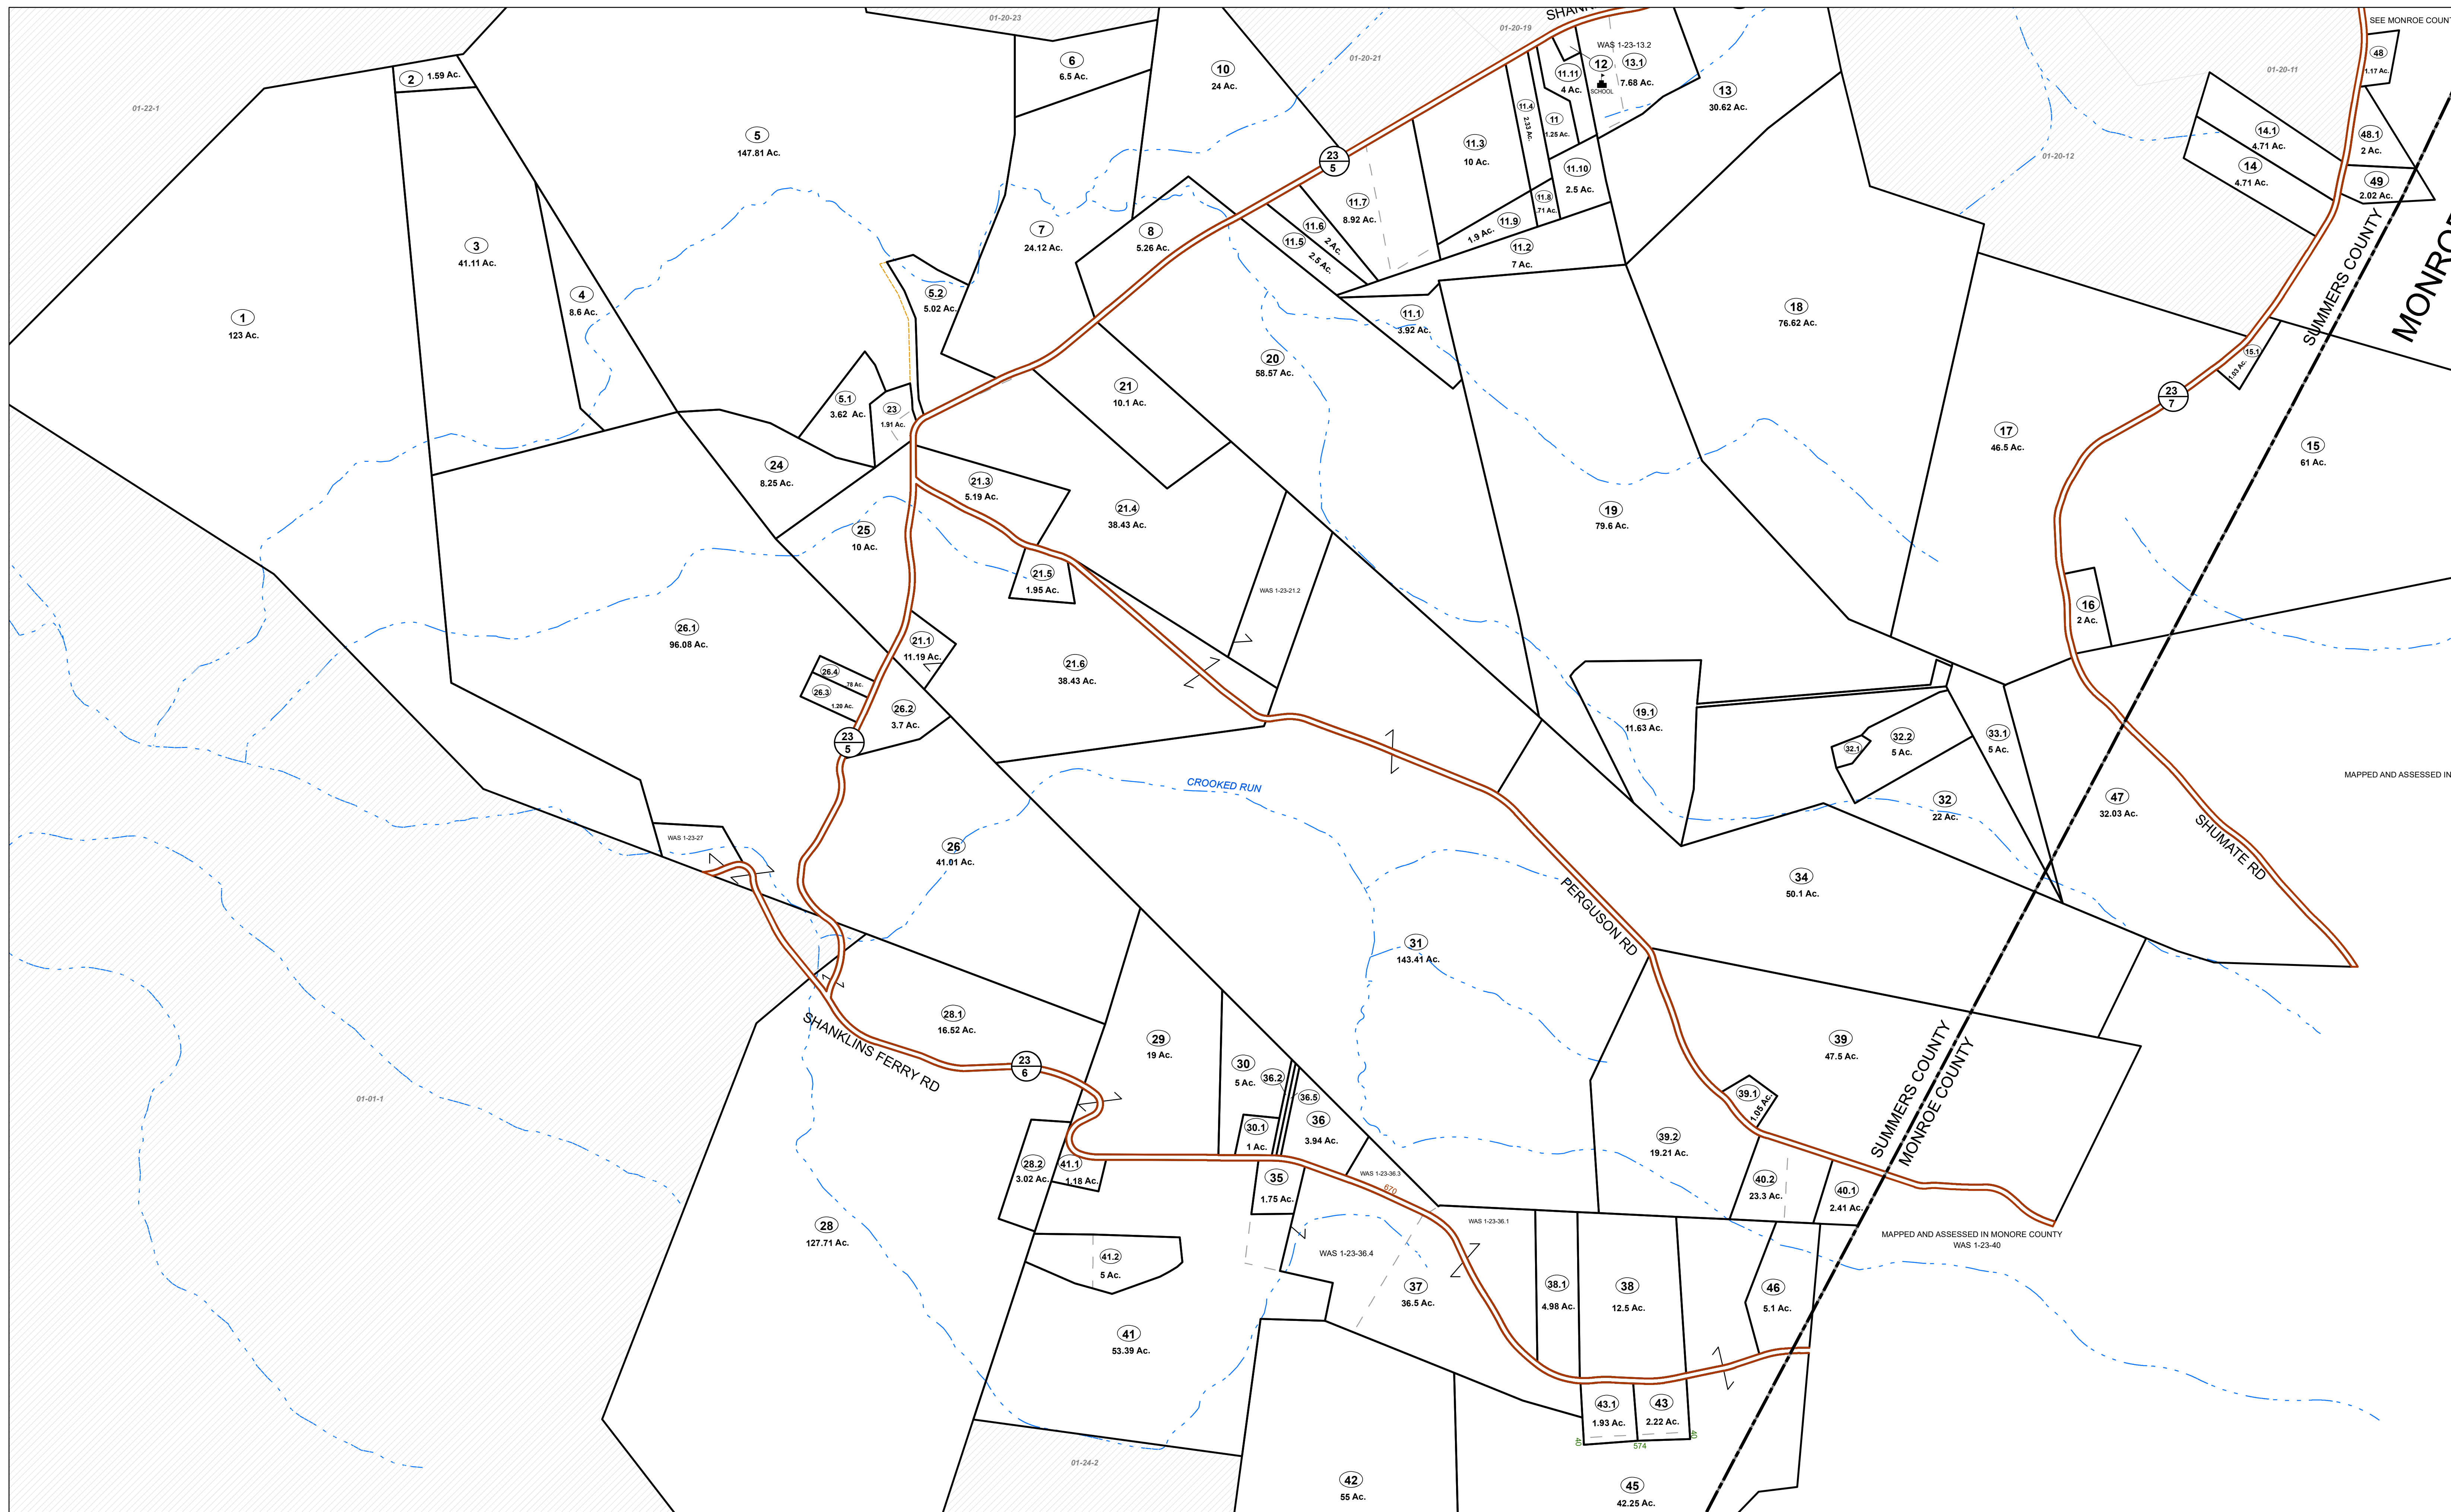 01-20-23
01-20-19
SHAN
SEE MONROE COUN
WAS 1-23-13.2
6
6.5 Ac.
01-20-21
48
1.17 Ac.
01-20-11
2
1.59 Ac.
10
24 Ac.
11.11
4 Ac.
12
SCHOOL
13.1
7.68 Ac.
13
30.62 Ac.
01-22-1
5
147.81 Ac.
11.4
2.33 Ac.
11
1.25 Ac.
14.1
4.71 Ac.
48.1
2 Ac.
23
5
11.3
10 Ac.
11.10
2.5 Ac.
01-20-12
14
4.71 Ac.
49
2.02 Ac.
11.8
.71 Ac.
11.7
8.92 Ac.
11.9
1.9 Ac.
11.6
2 Ac.
11.5
2.5 Ac.
11.2
7 Ac.
7
24.12 Ac.
8
5.26 Ac.
3
41.11 Ac.
4
8.6 Ac.
5.2
5.02 Ac.
11.1
3.92 Ac.
18
76.62 Ac.
SUMMERS COUNTY
MONRO
1
123 Ac.
20
58.57 Ac.
15.1
1.03 Ac.
21
10.1 Ac.
23
7
5.1
3.62 Ac.
23
1.91 Ac.
17
46.5 Ac.
15
61 Ac.
24
8.25 Ac.
21.3
5.19 Ac.
21.4
38.43 Ac.
19
79.6 Ac.
25
10 Ac.
21.5
1.95 Ac.
WAS 1-23-21.2
16
2 Ac.
26.1
96.08 Ac.
21.1
11.19 Ac.
21.6
38.43 Ac.
26.4
.78 Ac.
26.3
1.20 Ac.
26.2
3.7 Ac.
19.1
11.63 Ac.
32.2
5 Ac.
33.1
5 Ac.
32.1
23
5
CROOKED RUN
MAPPED AND ASSESSED IN
32
22 Ac.
47
32.03 Ac.
WAS 1-23-27
26
41.01 Ac.
SHUMATE RD
34
50.1 Ac.
PERGUSON RD
31
143.41 Ac.
28.1
16.52 Ac.
SHANKLINS FERRY RD
23
6
29
19 Ac.
39
47.5 Ac.
30
5 Ac.
36.2
36.5
SUMMERS COUNTY
MONROE COUNTY
01-01-1
39.1
1.05 Ac.
36
3.94 Ac.
30.1
1 Ac.
39.2
19.21 Ac.
28.2
3.02 Ac.
41.1
1.18 Ac.
35
1.75 Ac.
WAS 1-23-36.3
670
40.2
23.3 Ac.
40.1
2.41 Ac.
28
127.71 Ac.
WAS 1-23-36.1
WAS 1-23-36.4
MAPPED AND ASSESSED IN MONORE COUNTY
WAS 1-23-40
41.2
5 Ac.
37
36.5 Ac.
38.1
4.98 Ac.
38
12.5 Ac.
46
5.1 Ac.
41
53.39 Ac.
43.1
1.93 Ac.
43
2.22 Ac.
40
574
40
01-24-2
42
55 Ac.
45
42.25 Ac.